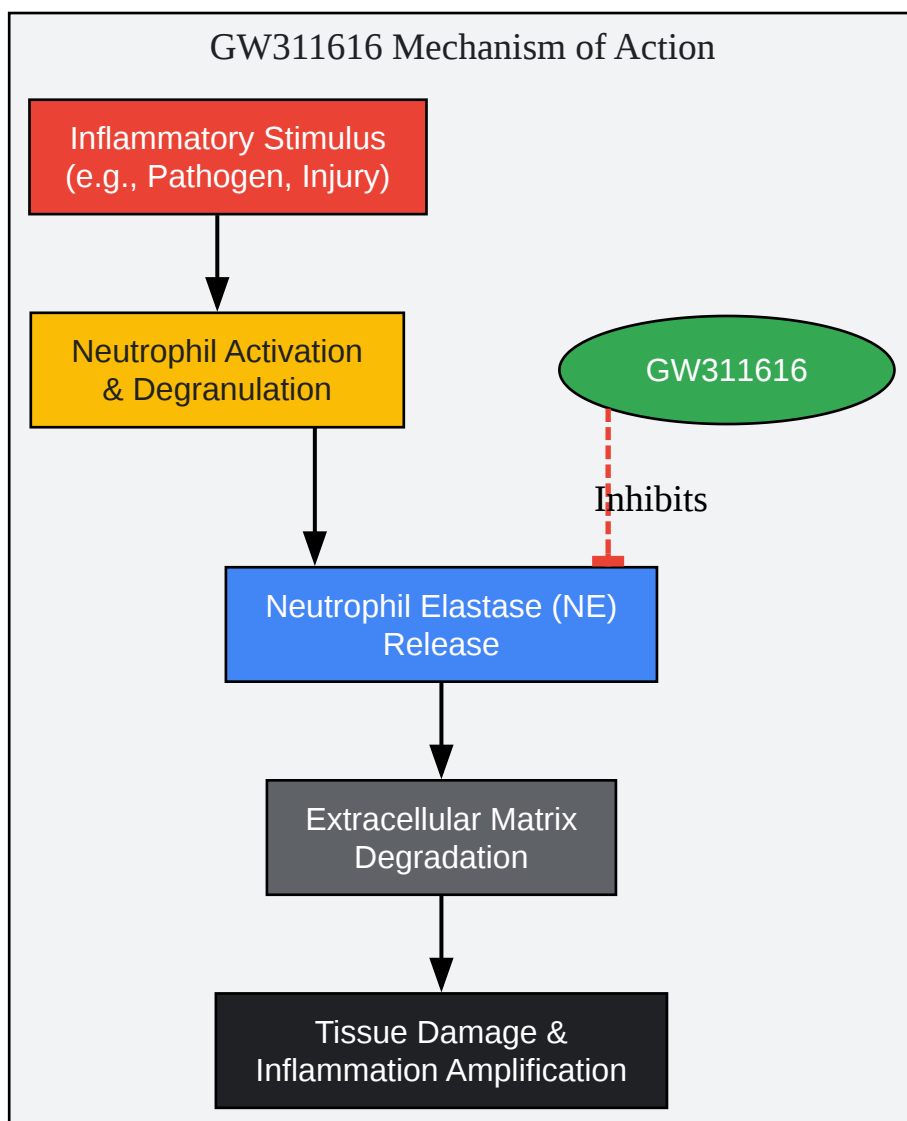 GW311616 Mechanism of Action
Inflammatory Stimulus
(e.g., Pathogen, Injury)
Neutrophil Activation
& Degranulation
GW311616
Inhibits
Neutrophil Elastase (NE)
Release
Extracellular Matrix
Degradation
Tissue Damage &
Inflammation Amplification